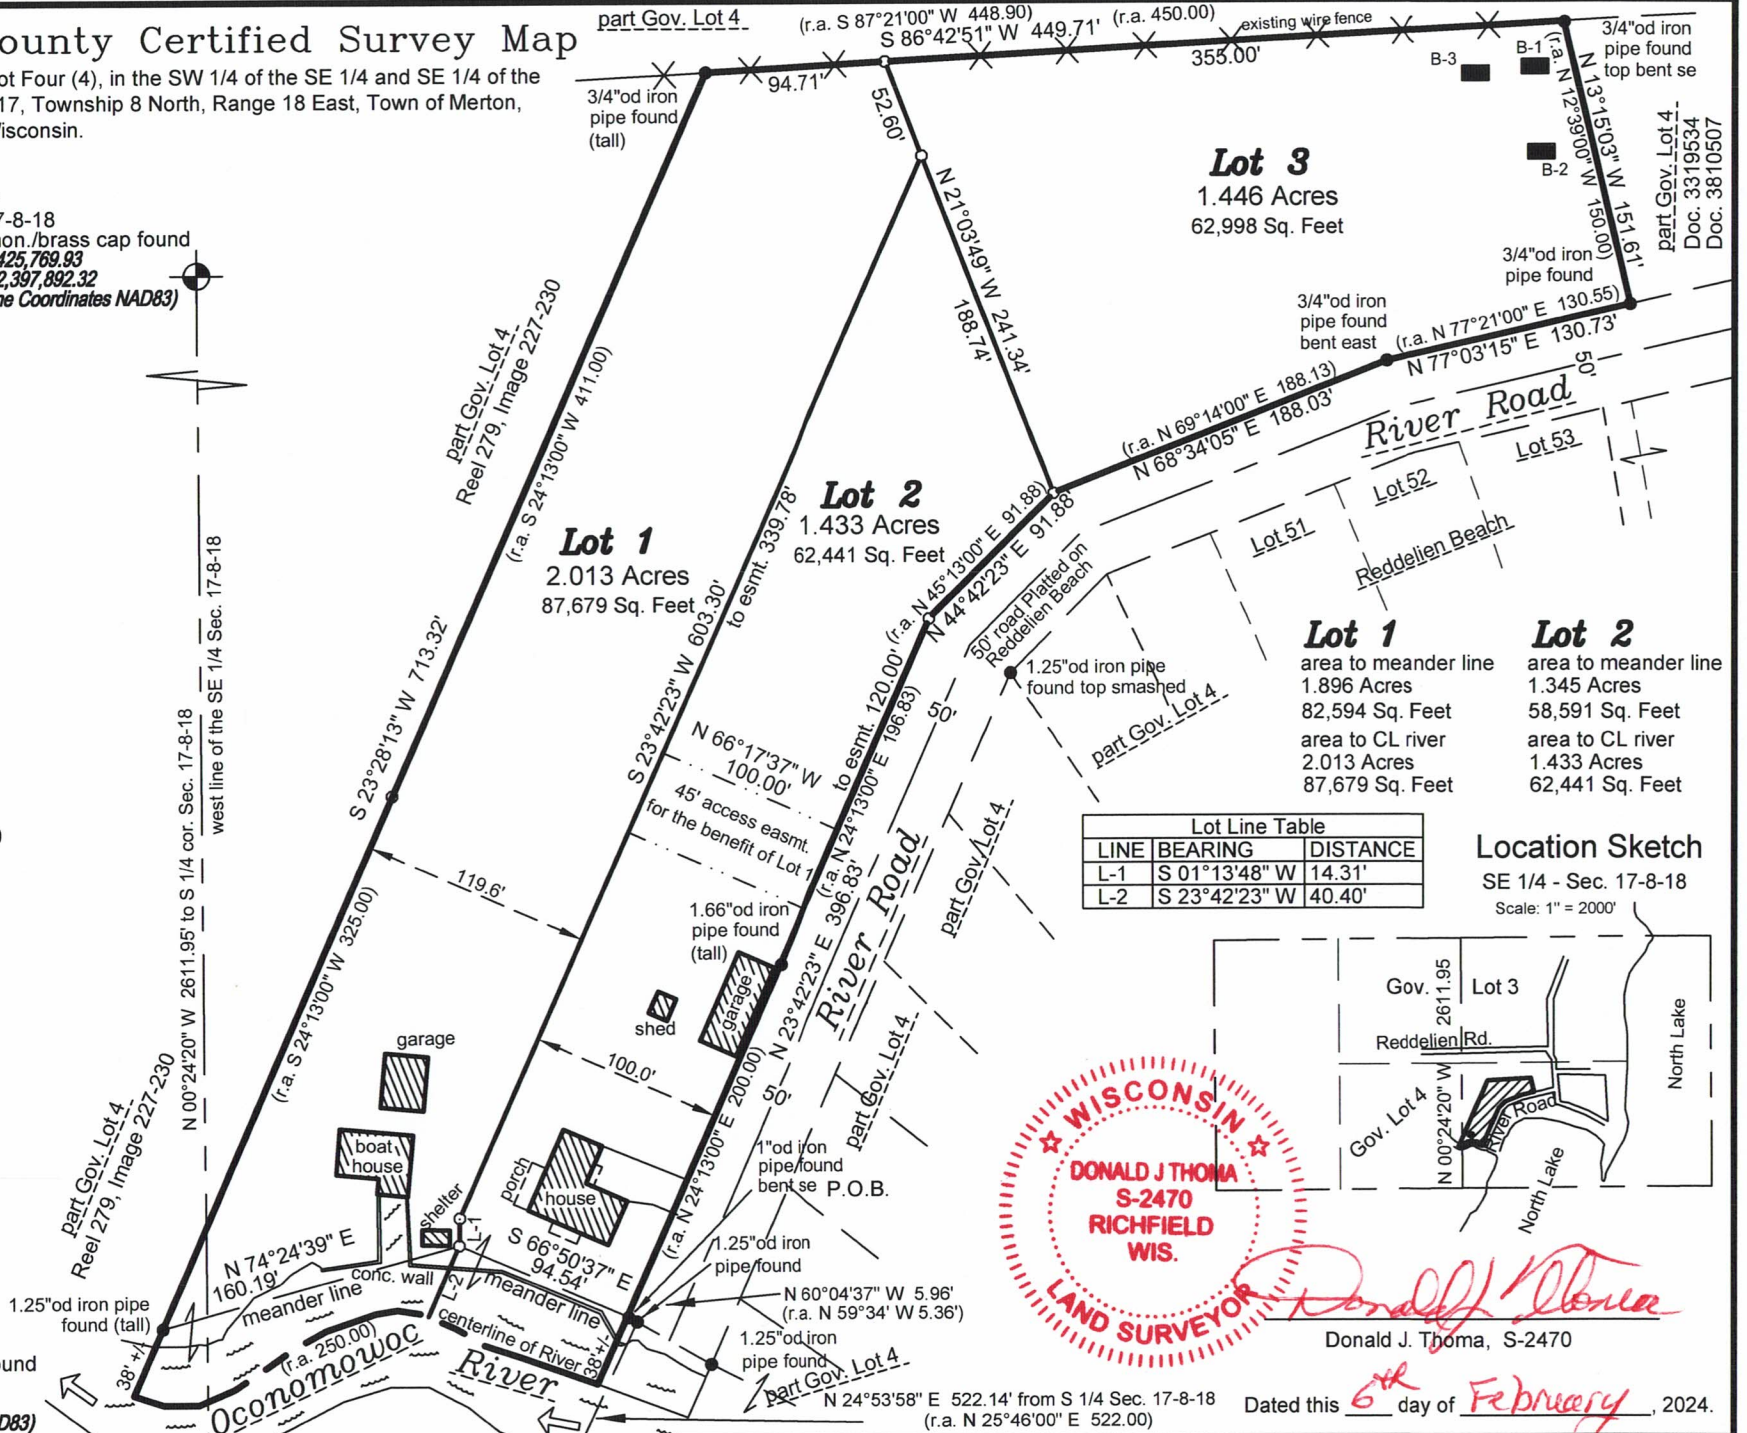 ounty Certified Survey Map
ot Four (4), in the SW 1/4 of the SE 1/4 and SE 1/4 of the
17, Township 8 North, Range 18 East, Town of Merton,
isconsin.
part Gov. Lot 4
(r.a. S 87°21'00" W 448.90)
(r.a. 450.00)
S 86°42'51" W 449.71'
existing wire fence
94.71'
355.00'
3/4"od iron
pipe found
(tall)
3/4"od iron
pipe found
top bent se
B-3
B-1
B-2
52.60'
N 21°03'49" W 241.34'
188.74'
Lot 3
1.446 Acres
62,998 Sq. Feet
N 13°15'03" W 151.61'
(r.a. N 12°39'00" W 150.00)
part Gov. Lot 4
Doc. 3319534
Doc. 3810507
7-8-18
on./brass cap found
425,769.93
2,397,892.32
ne Coordinates NAD83)
3/4"od iron
pipe found
3/4"od iron
pipe found
bent east
(r.a. N 77°21'00" E 130.55)
N 77°03'15" E 130.73'
50'
(r.a. N 69°14'00" E 188.13)
N 68°34'05" E 188.03'
River Road
Lot 53
Lot 52
Lot 51
Reddelien Beach
part Gov. Lot 4
Reel 279, Image 227-230
(r.a. S 24°13'00" W 411.00)
S 23°28'13" W 713.32'
Lot 1
2.013 Acres
87,679 Sq. Feet
Lot 2
1.433 Acres
62,441 Sq. Feet
to esmt. 339.78'
S 23°42'23" W 603.30'
(r.a. N 45°13'00" E 91.88)
N 44°42'23" E 91.88'
50' road Platted on
Reddelien Beach
1.25"od iron pipe
found top smashed
part Gov. Lot 4
50'
to esmt. 120.00'
(r.a. N 24°13'00" E 196.83)
N 23°42'23" E 396.83'
N 66°17'37" W
100.00'
45' access easmt.
for the benefit of Lot 1
Lot 1
area to meander line
1.896 Acres
82,594 Sq. Feet
area to CL river
2.013 Acres
87,679 Sq. Feet
Lot 2
area to meander line
1.345 Acres
58,591 Sq. Feet
area to CL river
1.433 Acres
62,441 Sq. Feet
Lot Line Table
LINE BEARING DISTANCE
L-1 S 01°13'48" W 14.31'
L-2 S 23°42'23" W 40.40'
Location Sketch
SE 1/4 - Sec. 17-8-18
Scale: 1" = 2000'
Gov. Lot 3
2611.95
N 00°24'20" W
Reddelien Rd.
Gov. Lot 4
River Road
North Lake
North Lake
N 00°24'20" W 2611.95' to S 1/4 cor. Sec. 17-8-18
west line of the SE 1/4 Sec. 17-8-18
119.6'
1.66"od iron
pipe found
(tall)
garage
shed
River Road
part Gov. Lot 4
part Gov. Lot 4
100.0'
(r.a. N 24°13'00" E 200.00)
50'
(r.a. S 24°13'00" W 325.00)
garage
boat
house
shelter
L-1
L-2
porch
house
part Gov. Lot 4
Reel 279, Image 227-230
N 74°24'39" E
160.19'
meander line
conc. wall
S 66°50'37" E
94.54'
meander line
centerline of River
1"od iron
pipe found
bent se P.O.B.
1.25"od iron
pipe found
N 60°04'37" W 5.96'
(r.a. N 59°34' W 5.36')
1.25"od iron
pipe found
part Gov. Lot 4
1.25"od iron pipe
found (tall)
38' +/-
38' +/-
(r.a. 250.00)
Oconomowoc
River
ound
D83)
N 24°53'58" E 522.14' from S 1/4 Sec. 17-8-18
(r.a. N 25°46'00" E 522.00)
WISCONSIN
DONALD J THOMA
S-2470
RICHFIELD
WIS.
LAND SURVEYOR
Donald J. Thoma
Donald J. Thoma, S-2470
Dated this 6th day of February, 2024.